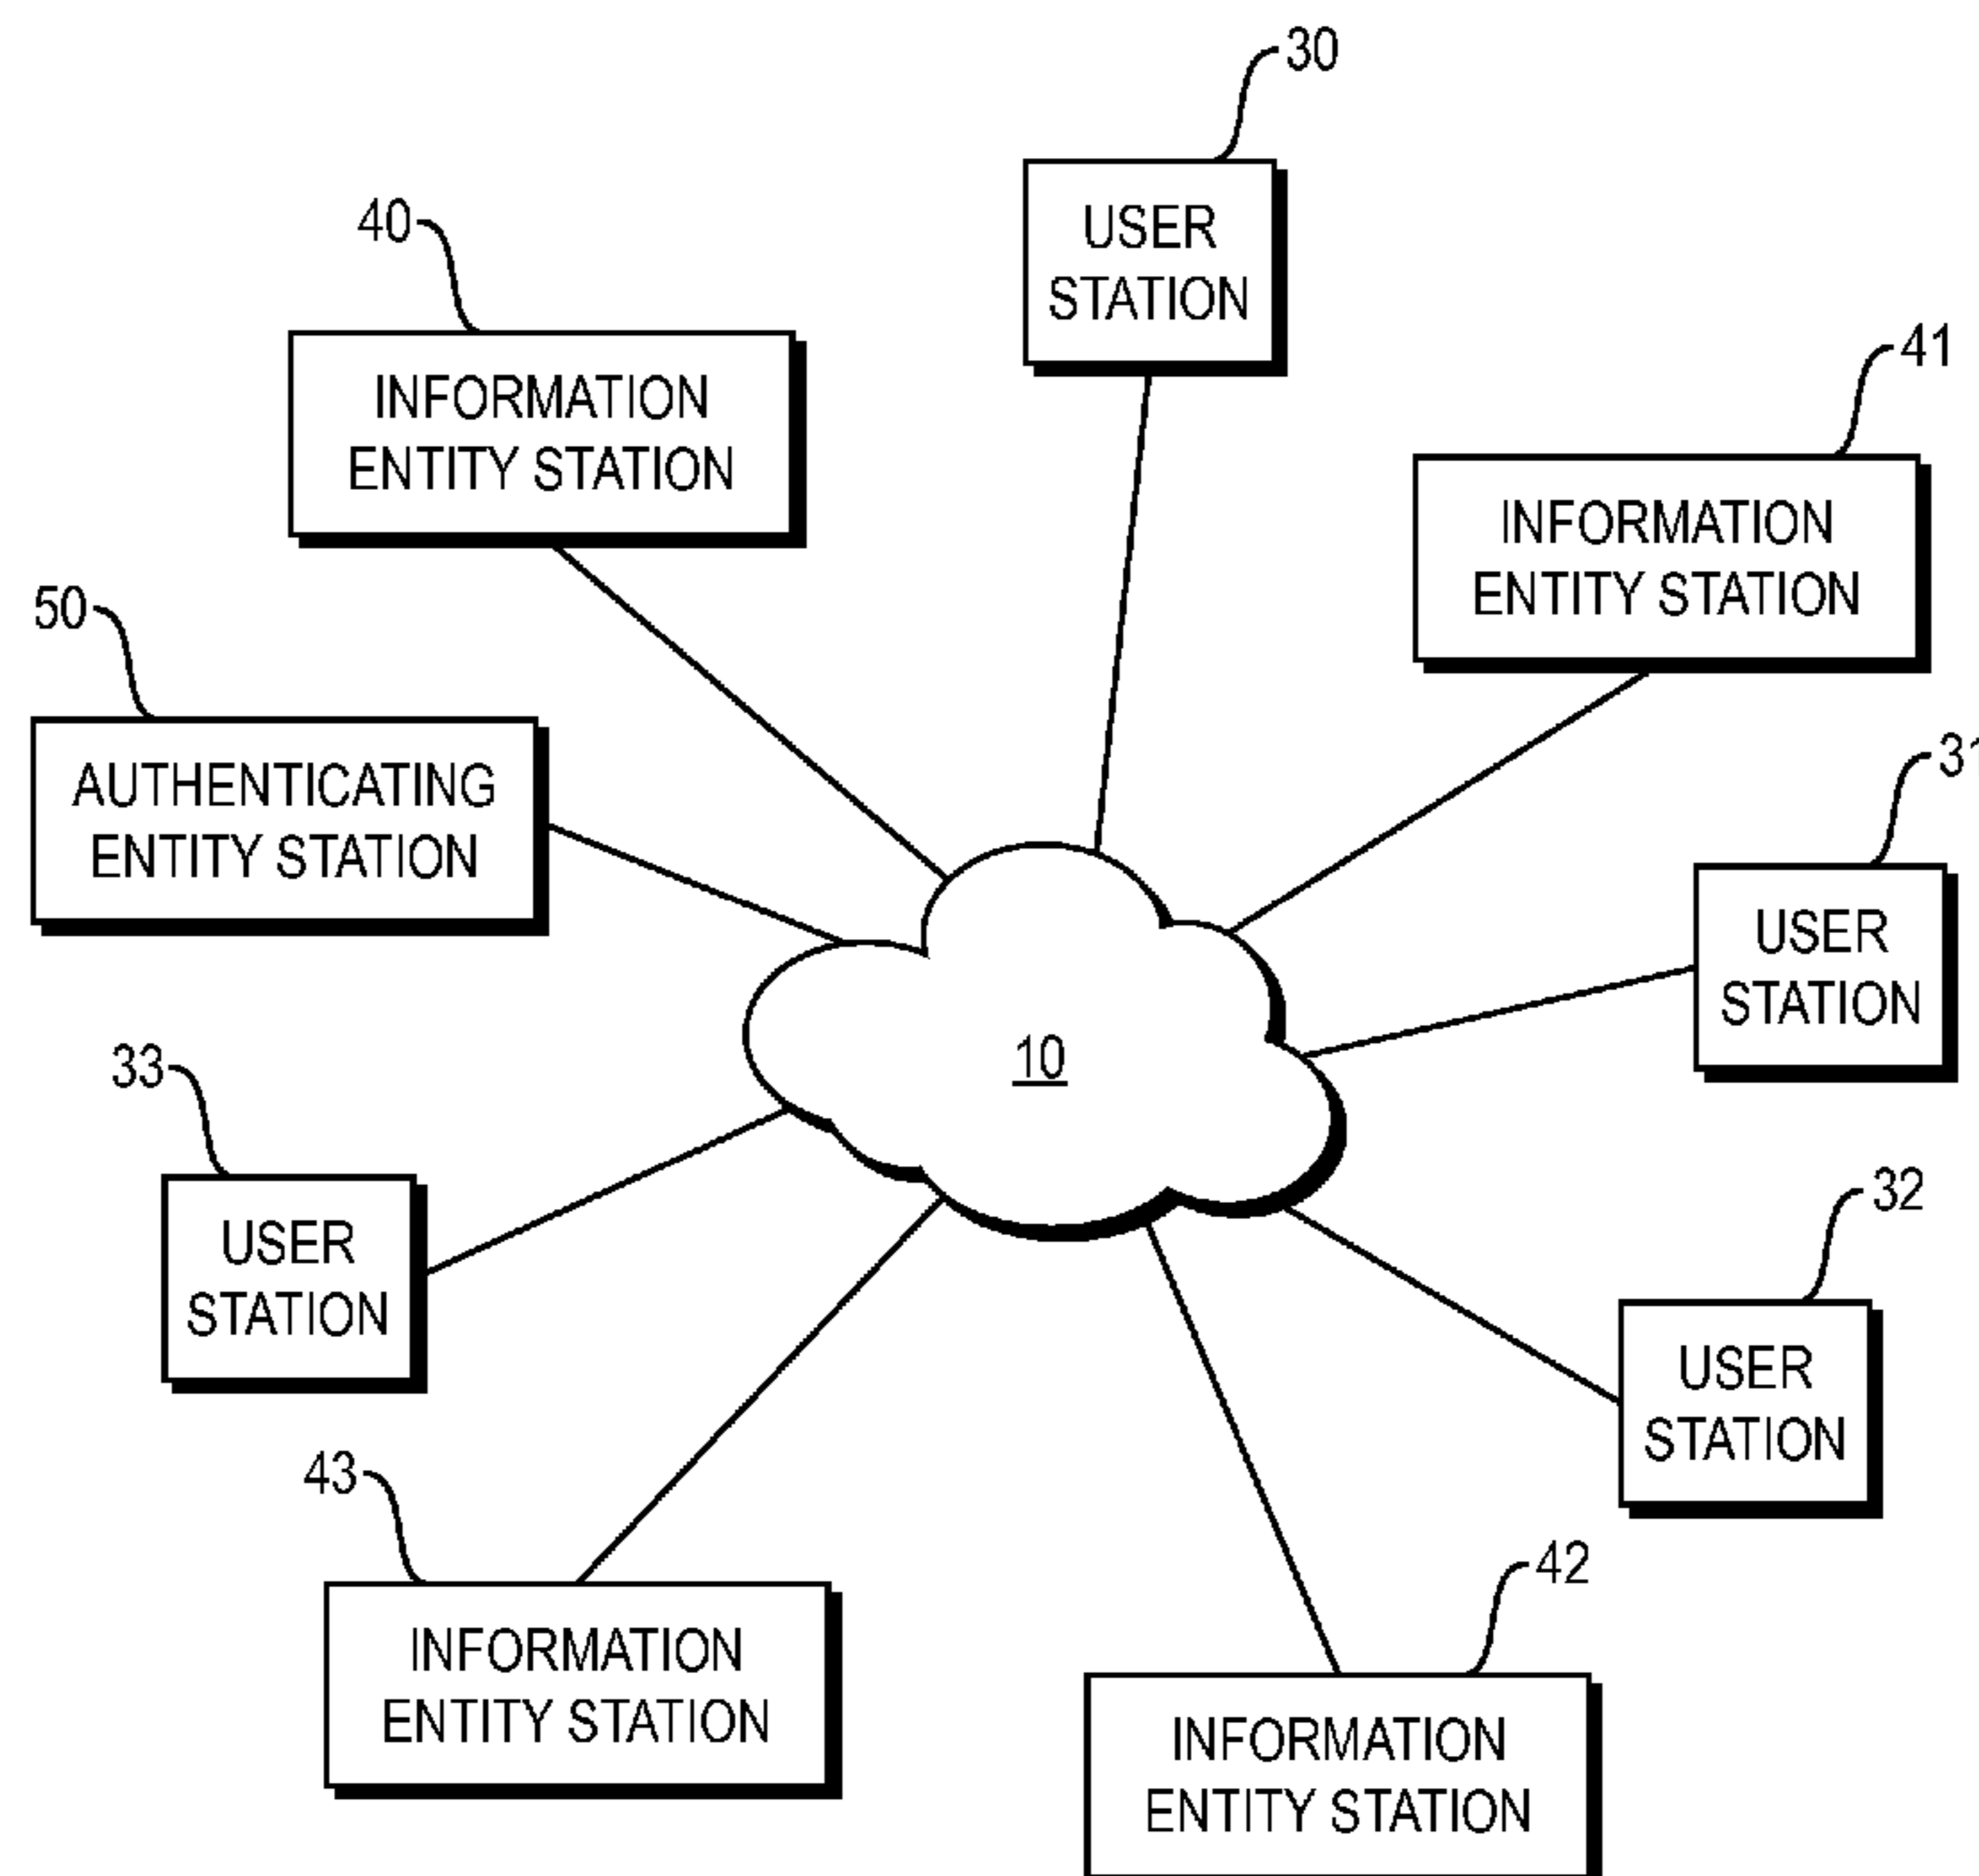 30
USER
STATION
40
INFORMATION
ENTITY STATION
41
INFORMATION
ENTITY STATION
50
AUTHENTICATING
ENTITY STATION
31
USER
STATION
10
33
USER
STATION
32
USER
STATION
43
INFORMATION
ENTITY STATION
42
INFORMATION
ENTITY STATION